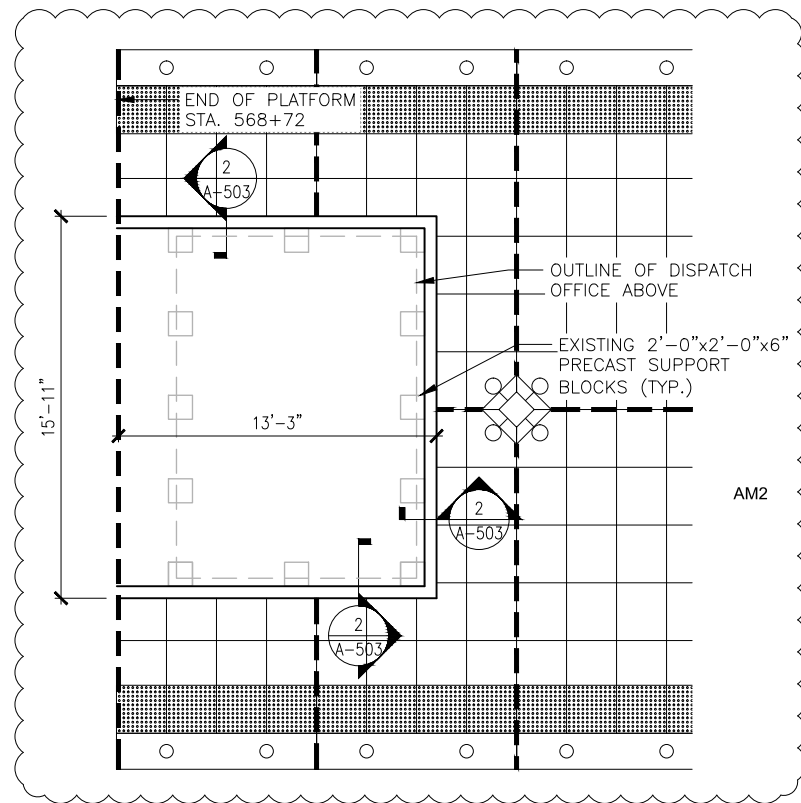 END OF PLATFORM
STA. 568+72
2
A-503
OUTLINE OF DISPATCH
OFFICE ABOVE
EXISTING 2'-0"x2'-0"x6"
PRECAST SUPPORT
BLOCKS (TYP.)
15'-11"
13'-3"
AM2
2
A-503
2
A-503